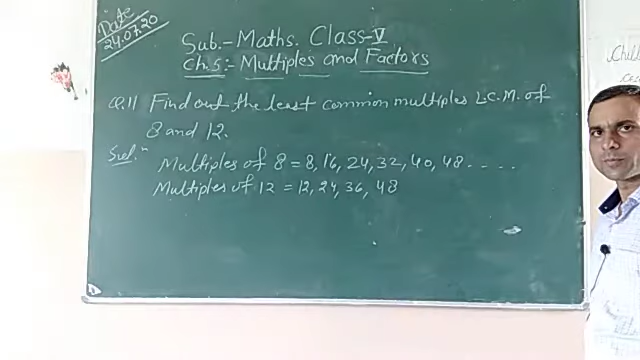 Date
24.07.20
Sub.- Maths. Class-V
Ch.5:- Multiples and Factors
Q.1) Find out the least common multiples L.C.M. of
8 and 12.
Sol.n
Multiples of 8 = 8, 16, 24, 32, 40, 48 - - - -
Multiples of 12 = 12, 24, 36, 48